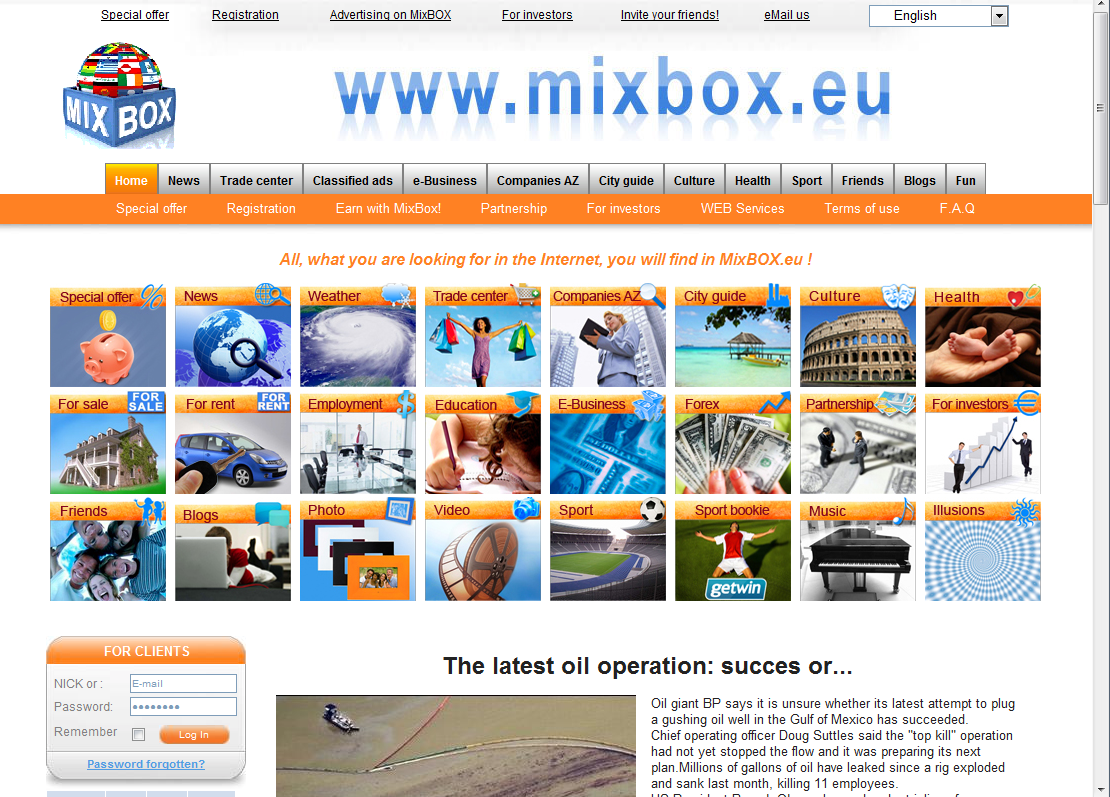 Special offer Registration Advertising on MixBOX For investors Invite your friends! eMail us English
MIX BOX
www.mixbox.eu
Home News Trade center Classified ads e-Business Companies AZ City guide Culture Health Sport Friends Blogs Fun
Special offer Registration Earn with MixBox! Partnership For investors WEB Services Terms of use F.A.Q
All, what you are looking for in the Internet, you will find in MixBOX.eu !
Special offer News Weather Trade center Companies AZ City guide Culture Health
For sale FOR SALE For rent FOR RENT Employment Education E-Business Forex Partnership For investors
Friends Blogs Photo Video Sport Sport bookie Music Illusions
getwin
FOR CLIENTS
NICK or : E-mail
Password:
Remember Log In
Password forgotten?
The latest oil operation: succes or...
Oil giant BP says it is unsure whether its latest attempt to plug
a gushing oil well in the Gulf of Mexico has succeeded.
Chief operating officer Doug Suttles said the "top kill" operation
had not yet stopped the flow and it was preparing its next
plan.Millions of gallons of oil have leaked since a rig exploded
and sank last month, killing 11 employees.